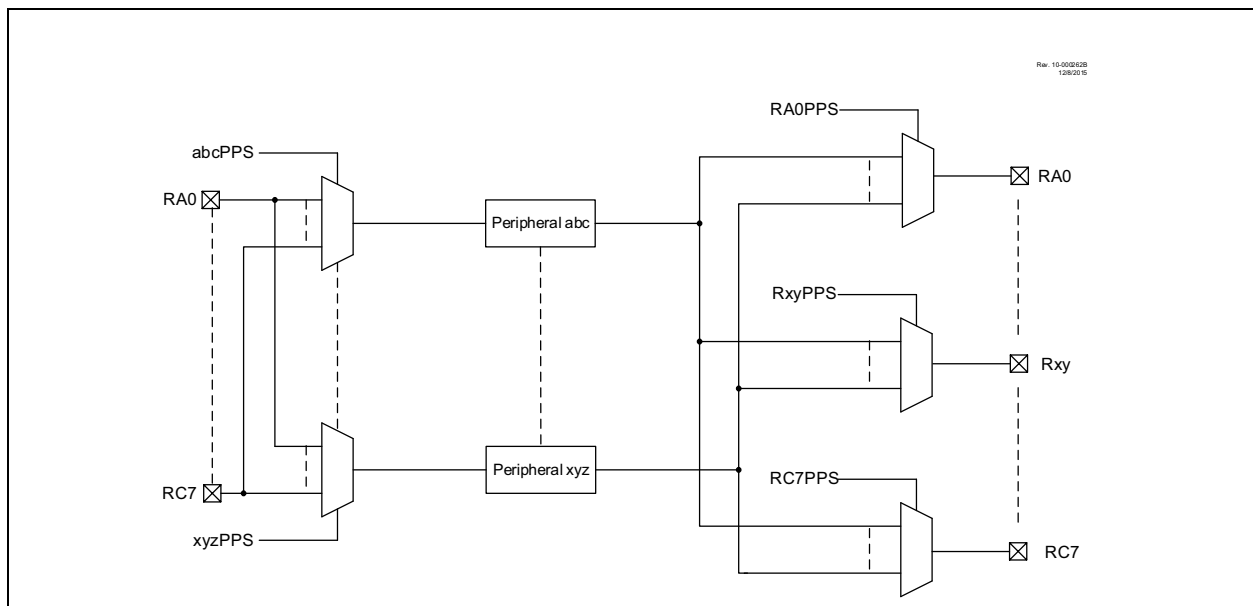 Rev. 10-000262B
12/8/2015
RA0PPS
abcPPS
RA0
Peripheral abc
RA0
RxyPPS
Rxy
Peripheral xyz
RC7PPS
RC7
xyzPPS
RC7